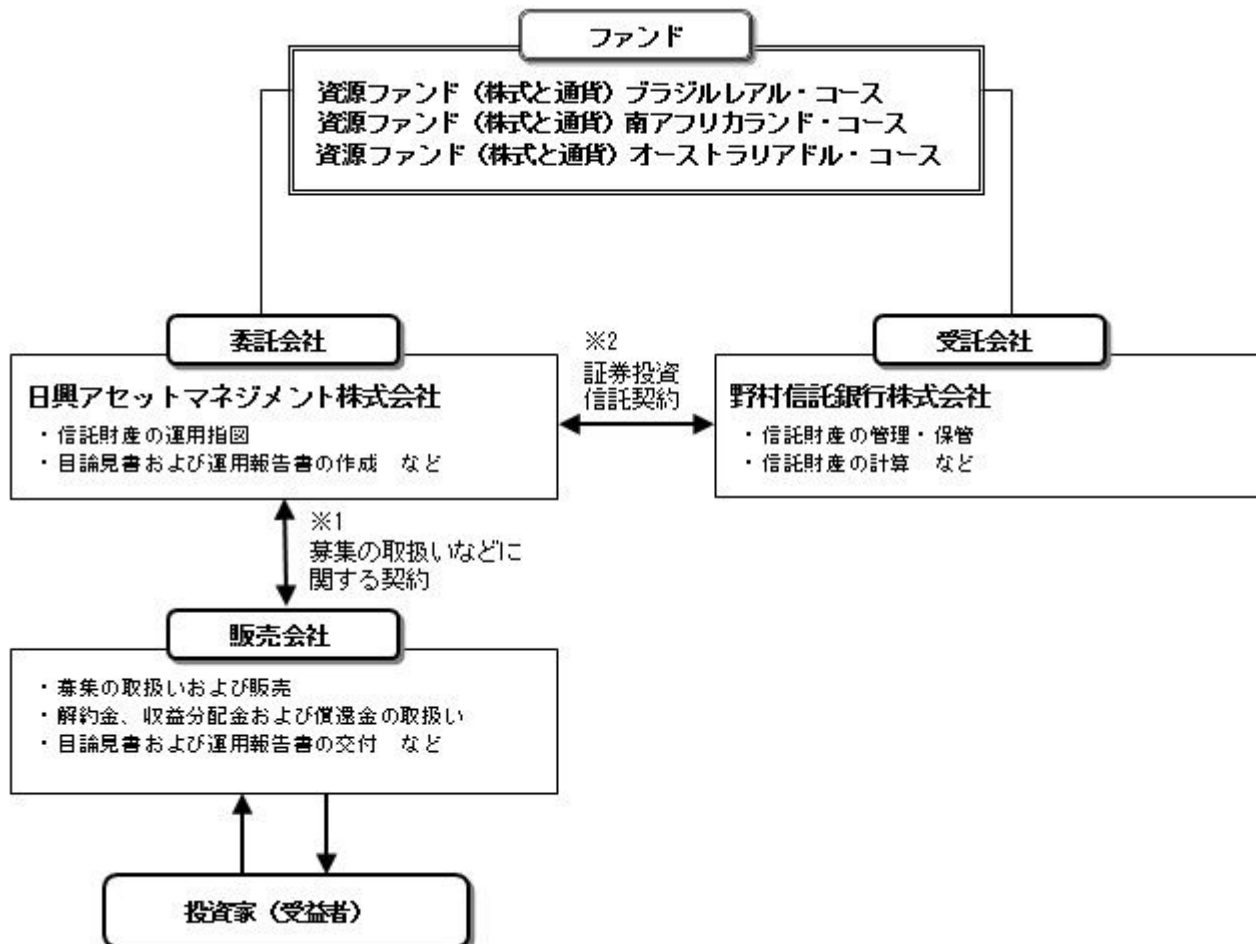 ファンド
資源ファンド（株式と通貨）ブラジルレアル・コース
資源ファンド（株式と通貨）南アフリカランド・コース
資源ファンド（株式と通貨）オーストラリアドル・コース
委託会社
日興アセットマネジメント株式会社
・信託財産の運用指図
・目論見書および運用報告書の作成　など
※2
証券投資
信託契約
受託会社
野村信託銀行株式会社
・信託財産の管理・保管
・信託財産の計算　など
※1
募集の取扱いなどに
関する契約
販売会社
・募集の取扱いおよび販売
・解約金、収益分配金および償還金の取扱い
・目論見書および運用報告書の交付　など
投資家（受益者）